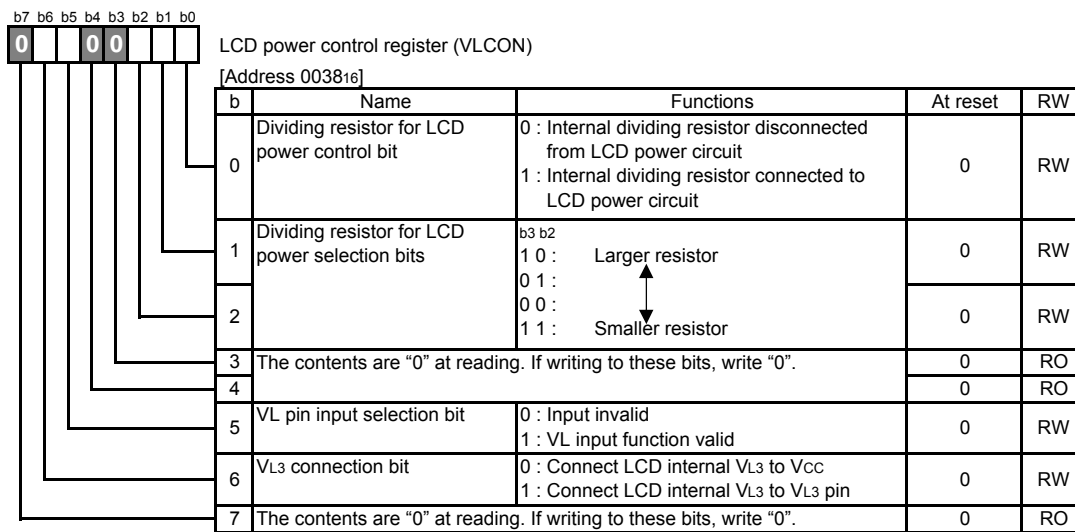 b7 b6 b5 b4 b3 b2 b1 b0
0 0 0
LCD power control register (VLCON)
[Address 003816]
b Name Functions At reset RW
0 Dividing resistor for LCD power control bit 0 : Internal dividing resistor disconnected from LCD power circuit 0 RW
1 : Internal dividing resistor connected to LCD power circuit
1 Dividing resistor for LCD power selection bits b3 b2 0 RW
1 0 : Larger resistor
0 1 :
2 0 0 : 0 RW
1 1 : Smaller resistor
3 The contents are “0” at reading. If writing to these bits, write “0”. 0 RO
4 0 RO
5 VL pin input selection bit 0 : Input invalid 0 RW
1 : VL input function valid
6 VL3 connection bit 0 : Connect LCD internal VL3 to VCC 0 RW
1 : Connect LCD internal VL3 to VL3 pin
7 The contents are “0” at reading. If writing to these bits, write “0”. 0 RO